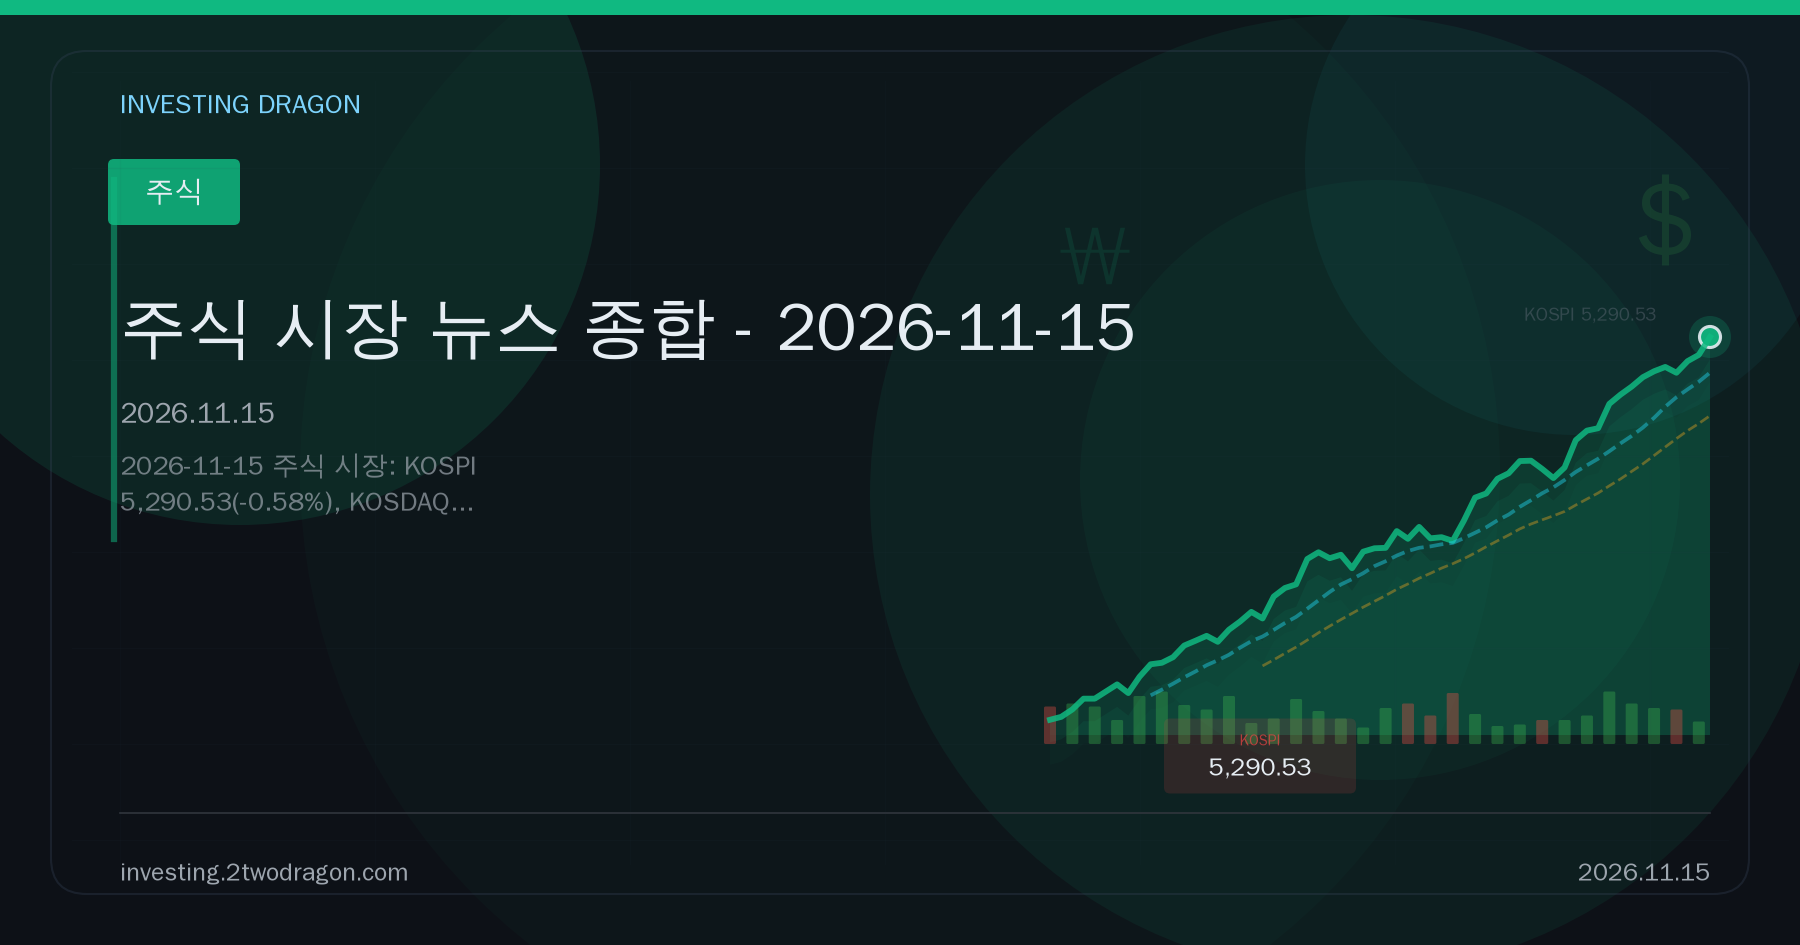 INVESTING DRAGON
주식
주식 시장 뉴스 종합 - 2026-11-15
2026.11.15
2026-11-15 주식 시장: KOSPI
5,290.53(-0.58%), KOSDAQ...
₩
$
KOSPI 5,290.53
KOSPI
5,290.53
investing.2twodragon.com
2026.11.15